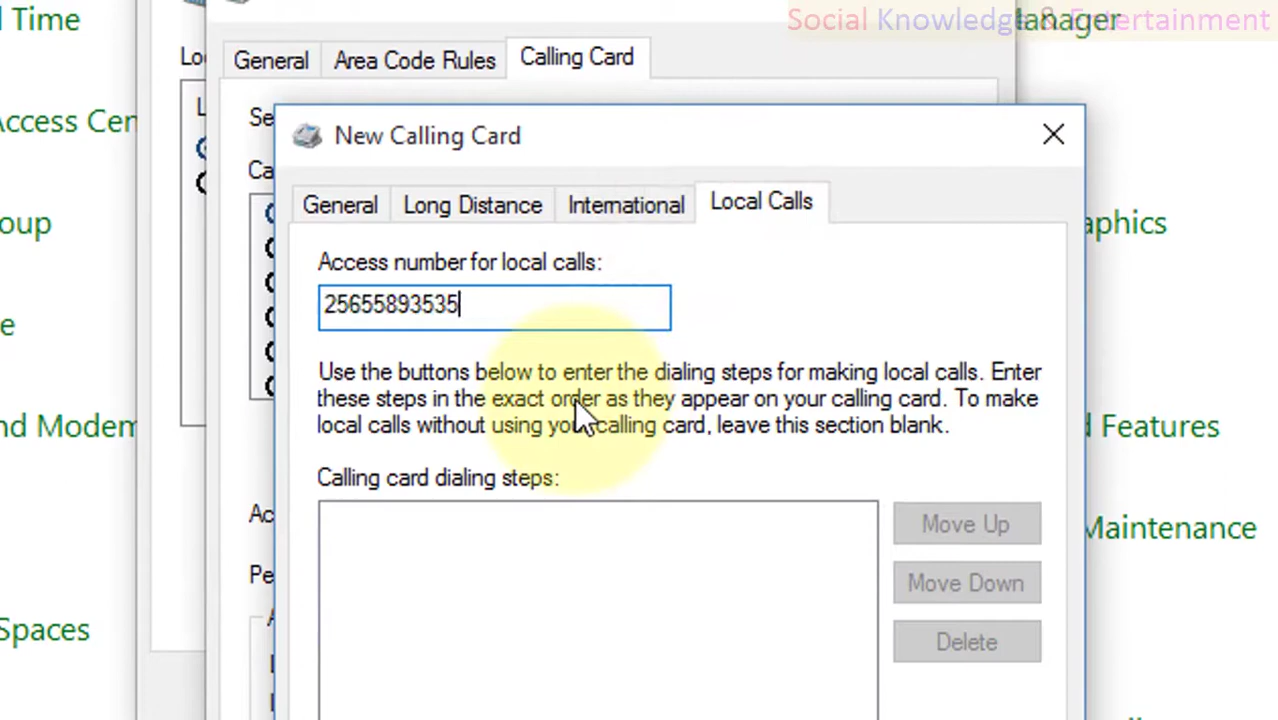 Social Knowledge & Entertainment
Time
anager
General
Area Code Rules
Calling Card
Access Cen
New Calling Card
General
Long Distance
International
Local Calls
oup
aphics
Access number for local calls:
25655893535
Use the buttons below to enter the dialing steps for making local calls. Enter
these steps in the exact order as they appear on your calling card. To make
local calls without using your calling card, leave this section blank.
nd Modem
d Features
Calling card dialing steps:
Move Up
Maintenance
Move Down
Spaces
Delete